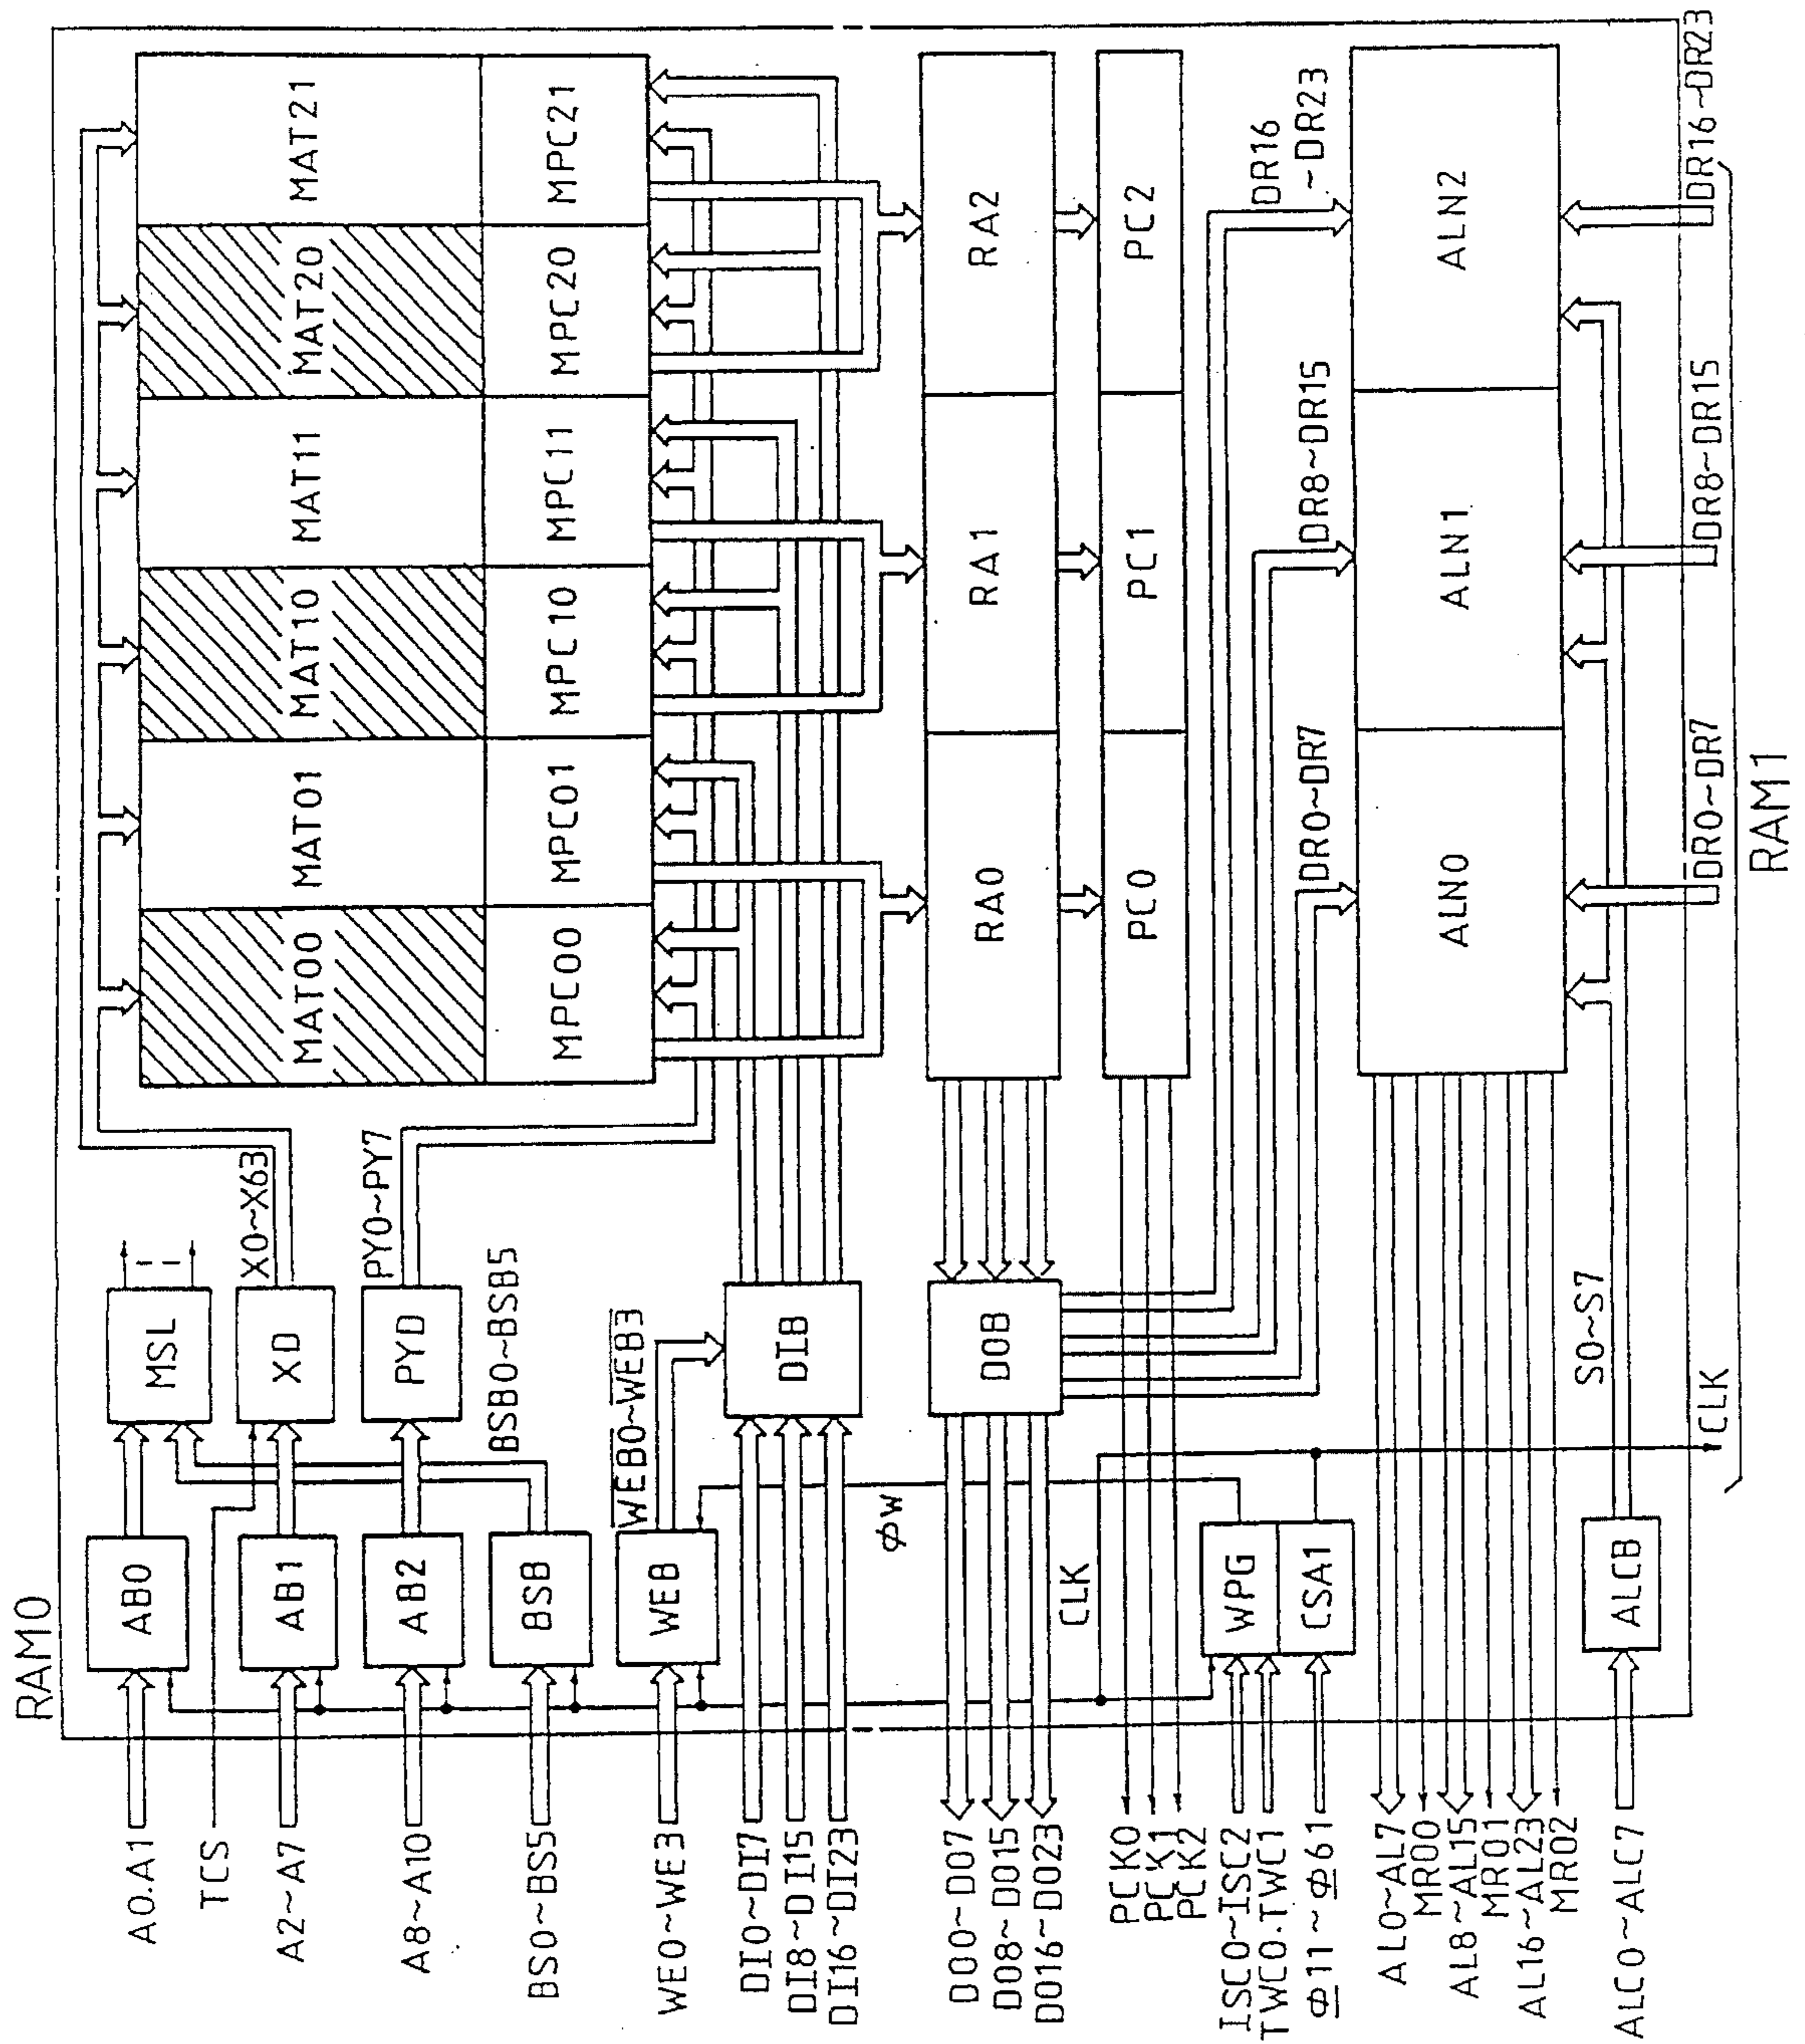 RAM0
A0.A1
TCS
A2~A7
A8~A10
BS0~BS5
WE0~WE3
DI0~DI7
DI8~DI15
DI16~DI23
DO0~DO7
DO8~DO15
DO16~DO23
PCK0
PCK1
PCK2
ISC0~ISC2
TWC0.TWC1
Φ11~Φ61
AL0~AL7
MR00
AL8~AL15
MR01
AL16~AL23
MR02
ALC0~ALC7
AB0
AB1
AB2
BSB
WEB
WPG
CSA1
ALCB
CLK
φW
MSL
XD
PYD
BSB0~BSB5
WEB0~WEB3
DIB
DOB
S0~S7
CLK
X0~X63
PY0~PY7
MAT00
MAT01
MAT10
MAT11
MAT20
MAT21
MPC00
MPC01
MPC10
MPC11
MPC20
MPC21
RA0
RA1
RA2
PC0
PC1
PC2
DR0~DR7
DR8~DR15
DR16
~DR23
ALN0
ALN1
ALN2
DR0~DR7
DR8~DR15
DR16~DR23
RAM1